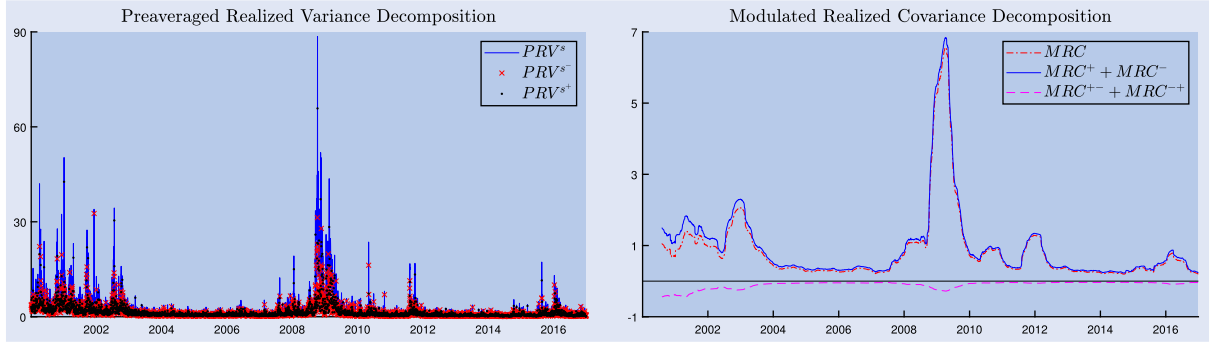 Preaveraged Realized Variance Decomposition
90
60
30
0
2002 2004 2006 2008 2010 2012 2014 2016
PRV^s
PRV^{s^-}
PRV^{s^+}
Modulated Realized Covariance Decomposition
7
5
3
1
-1
2002 2004 2006 2008 2010 2012 2014 2016
MRC
MRC^+ + MRC^-
MRC^{+-} + MRC^{-+}